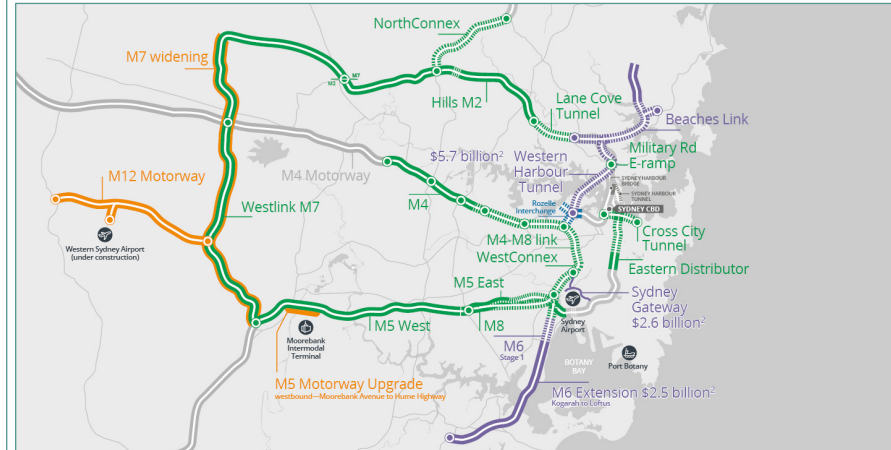 NorthConnex
M7 widening
M7
M2
Hills M2
Lane Cove
Tunnel
Beaches Link
$5.7 billion²
Western
Harbour
Tunnel
Military Rd
E-ramp
M4 Motorway
SYDNEY HARBOUR
BRIDGE
SYDNEY HARBOUR
TUNNEL
M12 Motorway
M4
Rozelle
Interchange
SYDNEY CBD
Westlink M7
Cross City
Tunnel
M4-M8 link
WestConnex
Western Sydney Airport
(under construction)
Eastern Distributor
M5 East
Sydney
Gateway
$2.6 billion²
M5 West
M8
Sydney
Airport
Moorebank
Intermodal
Terminal
M6
Stage 1
BOTANY
BAY
Port Botany
M5 Motorway Upgrade
westbound—Moorebank Avenue to Hume Highway
M6 Extension $2.5 billion²
Kogarah to Loftus